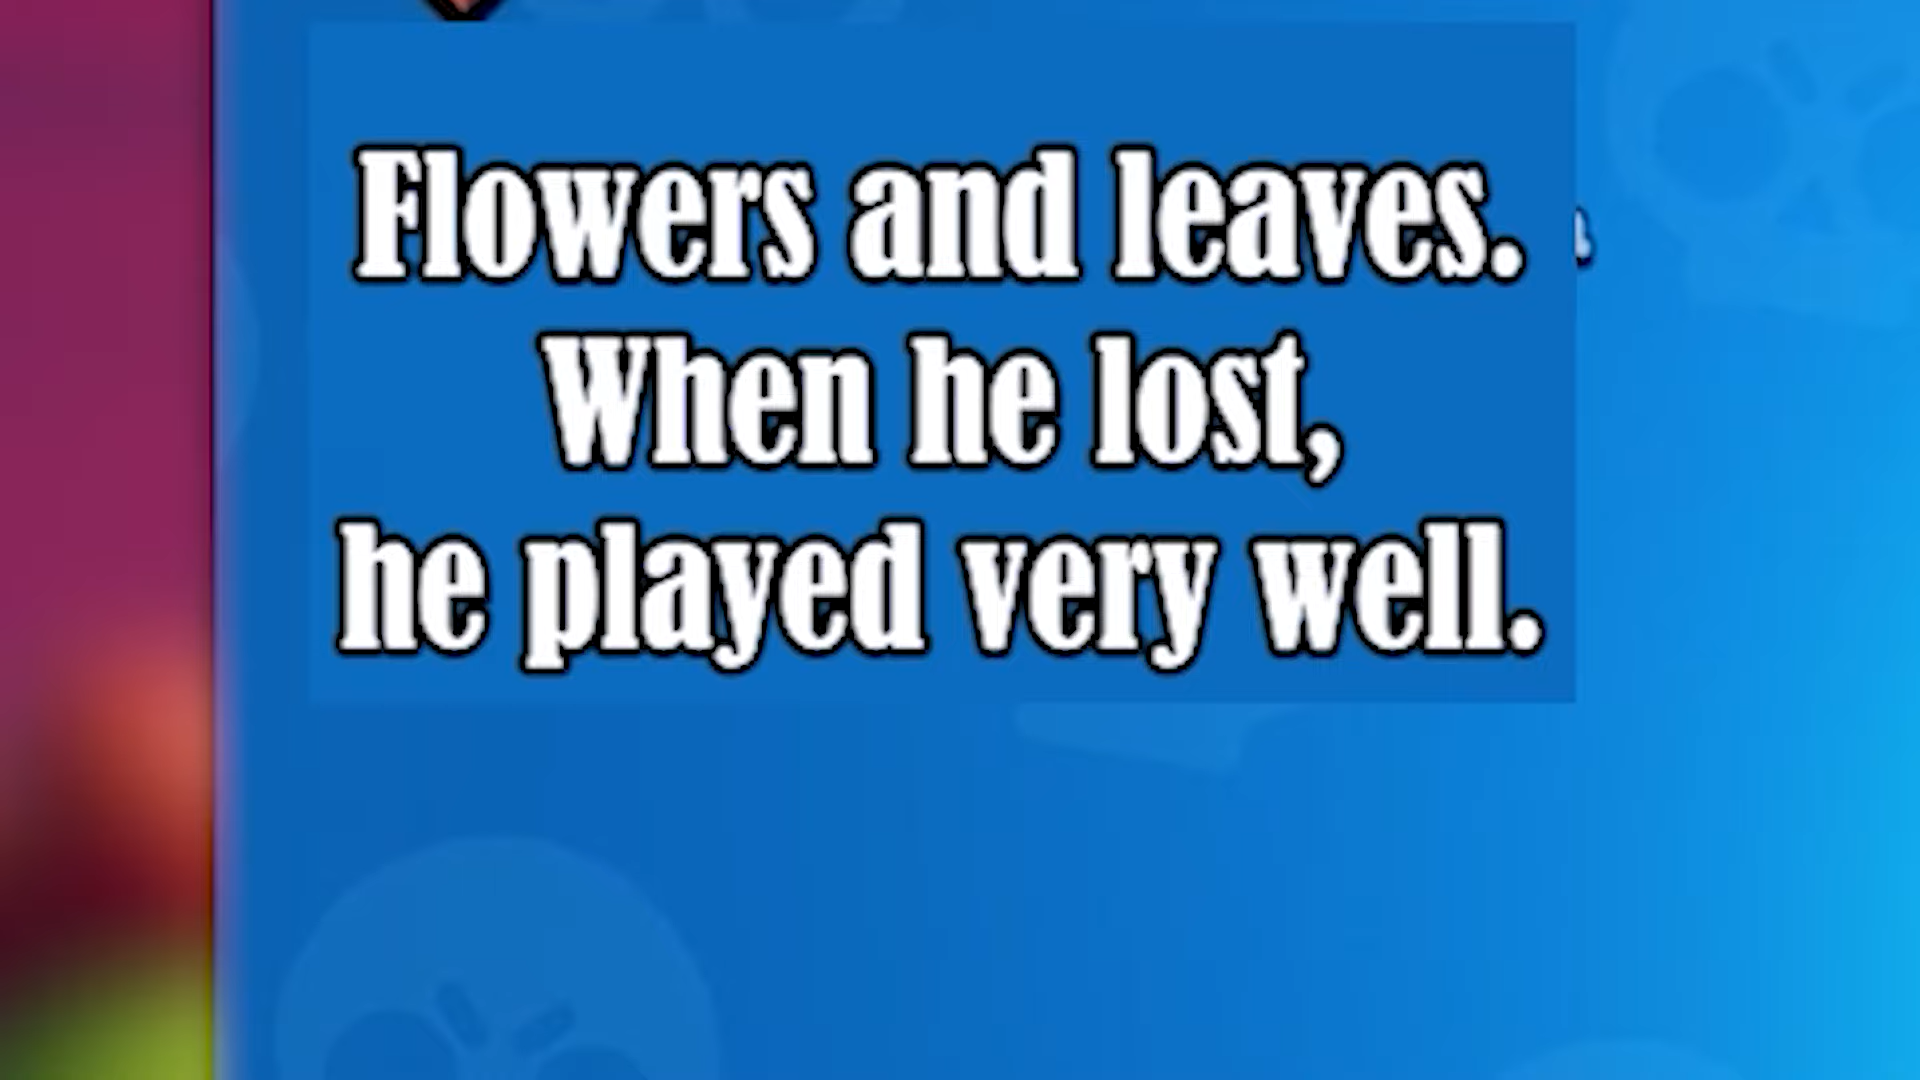 Flowers and leaves.
When he lost,
he played very well.